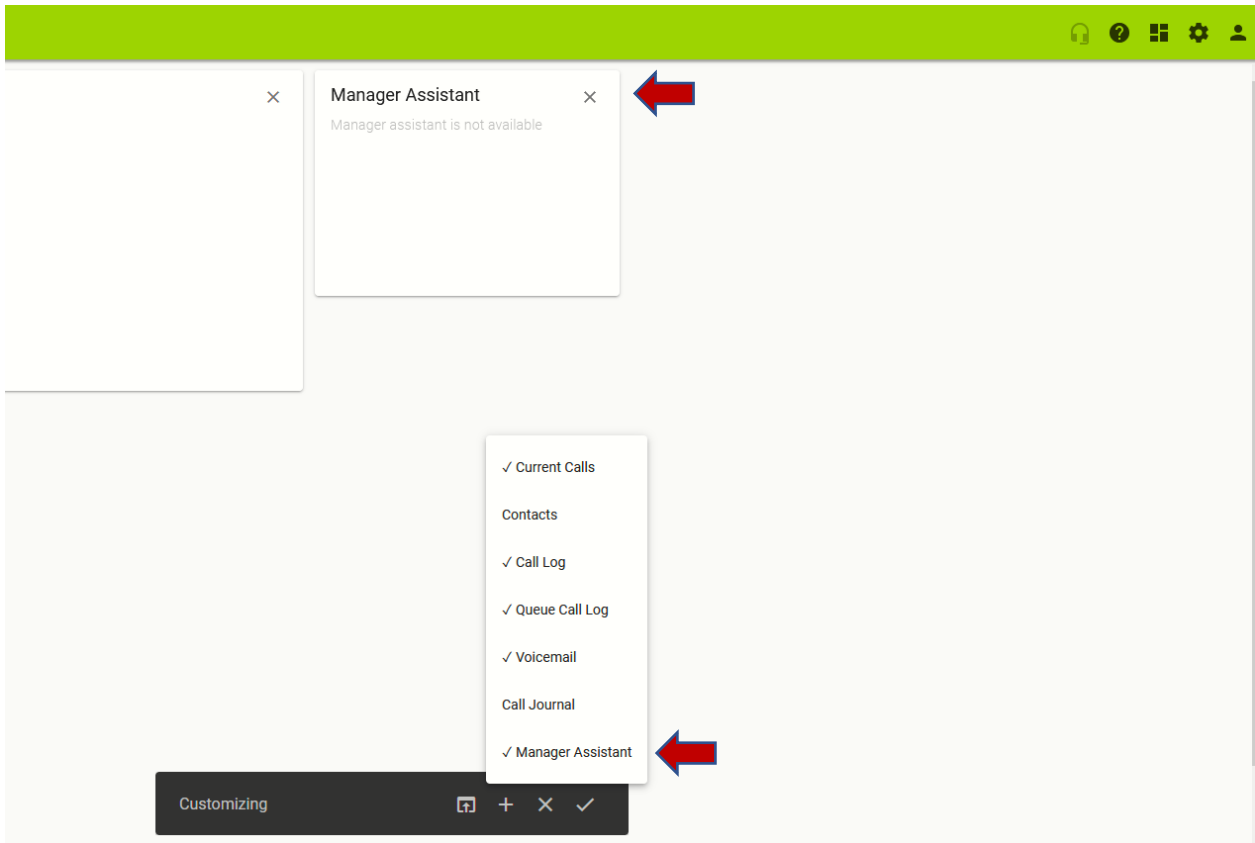 Manager Assistant
Manager assistant is not available
✓ Current Calls
Contacts
✓ Call Log
✓ Queue Call Log
✓ Voicemail
Call Journal
✓ Manager Assistant
Customizing